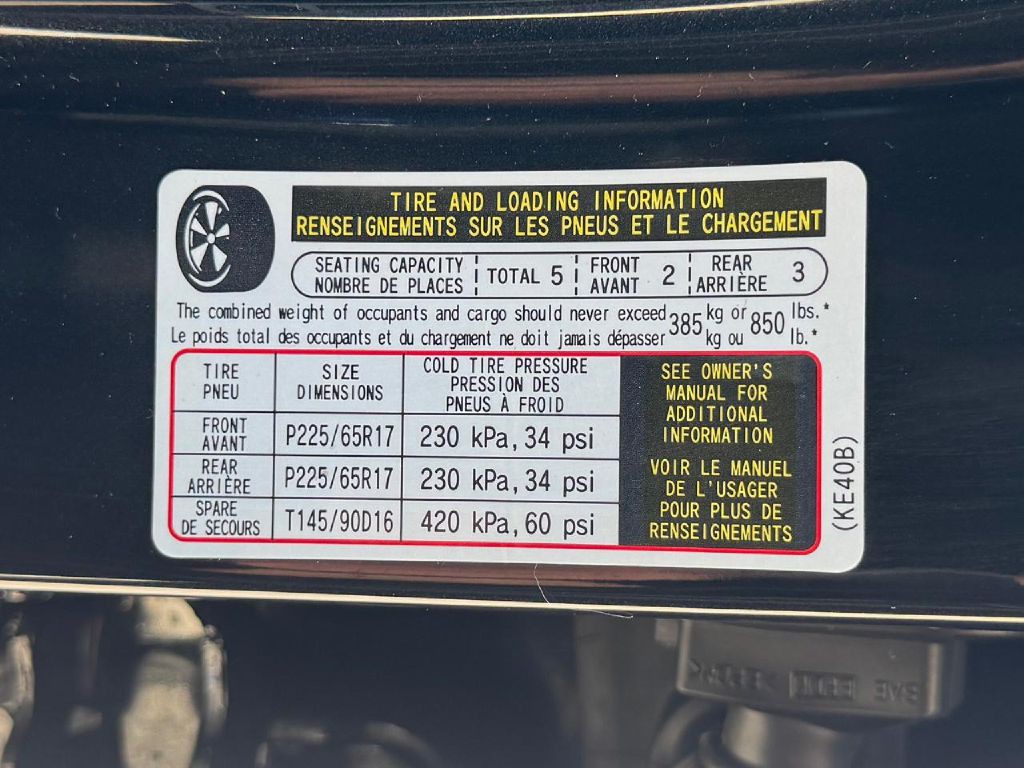 TIRE AND LOADING INFORMATION
RENSEIGNEMENTS SUR LES PNEUS ET LE CHARGEMENT
SEATING CAPACITY
NOMBRE DE PLACES
TOTAL 5
FRONT
AVANT
2
REAR
ARRIÈRE
3
The combined weight of occupants and cargo should never exceed 385 kg or 850 lbs.*
Le poids total des occupants et du chargement ne doit jamais dépasser kg ou lb.*
TIRE
PNEU
SIZE
DIMENSIONS
COLD TIRE PRESSURE
PRESSION DES
PNEUS À FROID
FRONT
AVANT
P225/65R17
230 kPa, 34 psi
REAR
ARRIÈRE
P225/65R17
230 kPa, 34 psi
SPARE
DE SECOURS
T145/90D16
420 kPa, 60 psi
SEE OWNER'S
MANUAL FOR
ADDITIONAL
INFORMATION
VOIR LE MANUEL
DE L'USAGER
POUR PLUS DE
RENSEIGNEMENTS
(KE40B)